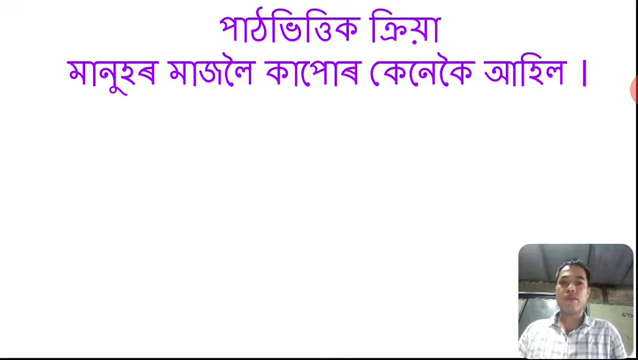 পাঠভিত্তিক ক্ৰিয়া
মানুহৰ মাজলৈ কাপোৰ কেনেকৈ আহিল ।